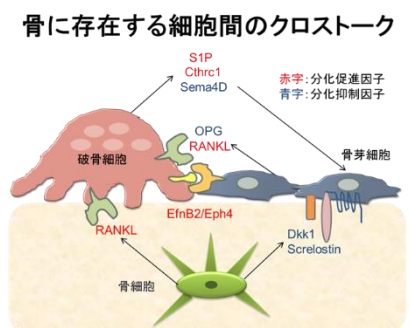 骨に存在する細胞間のクロストーク
S1P
Cthrc1
Sema4D
赤字:分化促進因子
青字:分化抑制因子
OPG
RANKL
破骨細胞
骨芽細胞
EfnB2/Eph4
RANKL
Dkk1
Screlostin
骨細胞